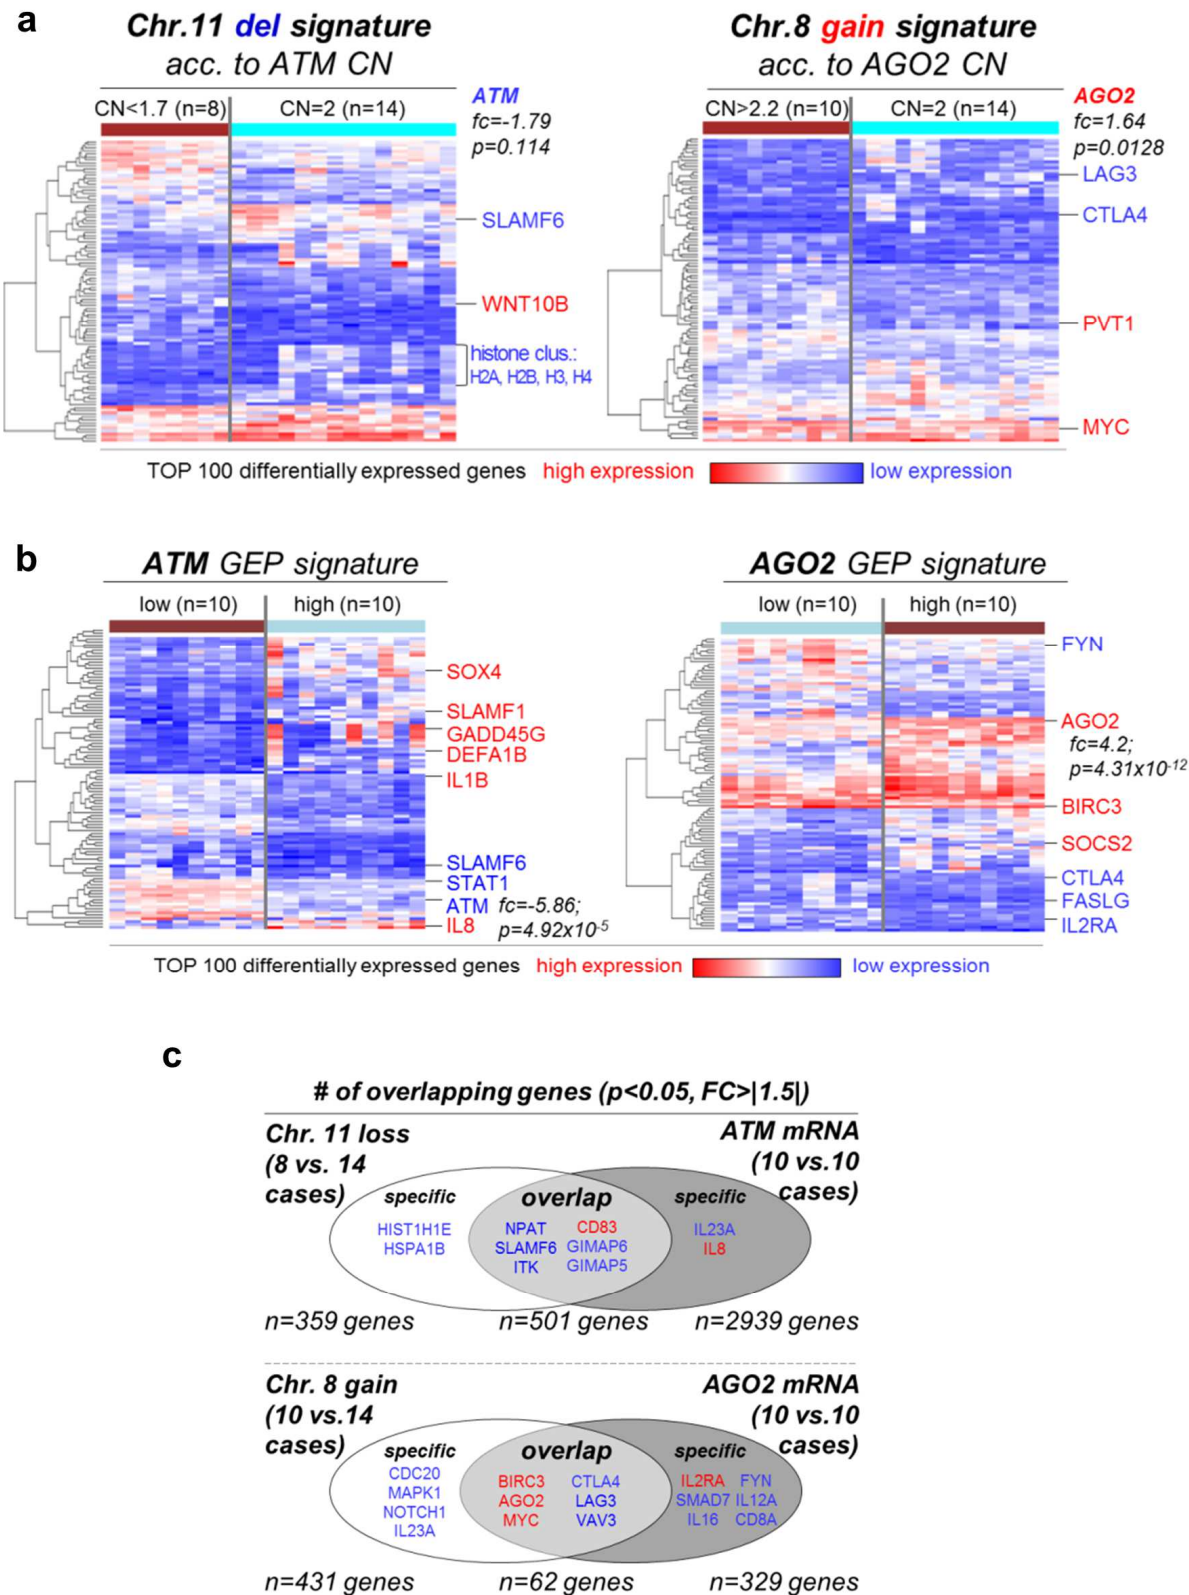 a
Chr.11 del signature
acc. to ATM CN
CN<1.7 (n=8)
CN=2 (n=14)
ATM
fc=-1.79
p=0.114
SLAMF6
WNT10B
histone clus.:
H2A, H2B, H3, H4
Chr.8 gain signature
acc. to AGO2 CN
CN>2.2 (n=10)
CN=2 (n=14)
AGO2
fc=1.64
p=0.0128
LAG3
CTLA4
PVT1
MYC
TOP 100 differentially expressed genes high expression low expression
b
ATM GEP signature
low (n=10)
high (n=10)
SOX4
SLAMF1
GADD45G
DEFA1B
IL1B
SLAMF6
STAT1
ATM fc=-5.86;
IL8 p=4.92x10-5
AGO2 GEP signature
low (n=10)
high (n=10)
FYN
AGO2
fc=4.2;
p=4.31x10-12
BIRC3
SOCS2
CTLA4
FASLG
IL2RA
TOP 100 differentially expressed genes high expression low expression
c
# of overlapping genes (p<0.05, FC>|1.5|)
Chr. 11 loss
(8 vs. 14
cases)
ATM mRNA
(10 vs.10
cases)
specific
HIST1H1E
HSPA1B
overlap
NPAT CD83
SLAMF6 GIMAP6
ITK GIMAP5
specific
IL23A
IL8
n=359 genes
n=501 genes
n=2939 genes
Chr. 8 gain
(10 vs.14
cases)
AGO2 mRNA
(10 vs.10
cases)
specific
CDC20
MAPK1
NOTCH1
IL23A
overlap
BIRC3 CTLA4
AGO2 LAG3
MYC VAV3
specific
IL2RA FYN
SMAD7 IL12A
IL16 CD8A
n=431 genes
n=62 genes
n=329 genes